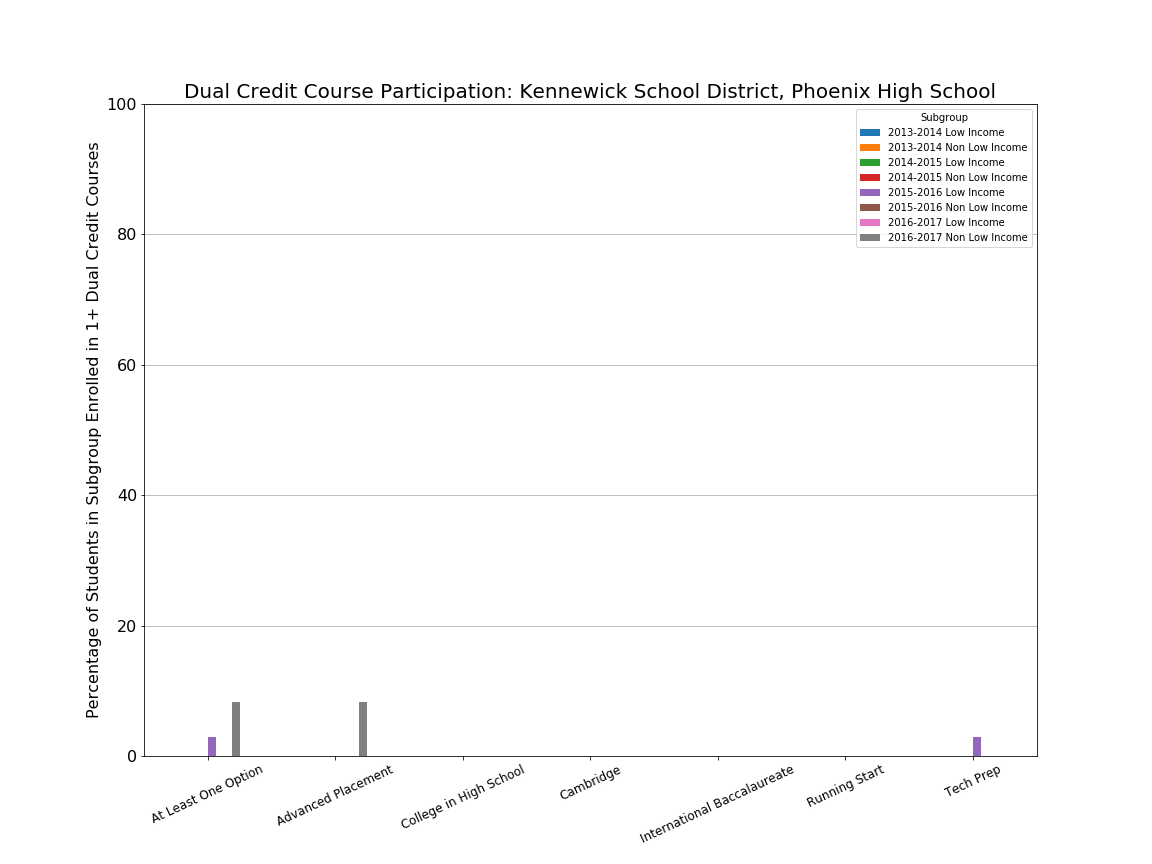 Dual Credit Course Participation: Kennewick School District, Phoenix High School
Percentage of Students in Subgroup Enrolled in 1+ Dual Credit Courses
100
80
60
40
20
0
Subgroup
2013-2014 Low Income
2013-2014 Non Low Income
2014-2015 Low Income
2014-2015 Non Low Income
2015-2016 Low Income
2015-2016 Non Low Income
2016-2017 Low Income
2016-2017 Non Low Income
At Least One Option
Advanced Placement
College in High School
Cambridge
International Baccalaureate
Running Start
Tech Prep